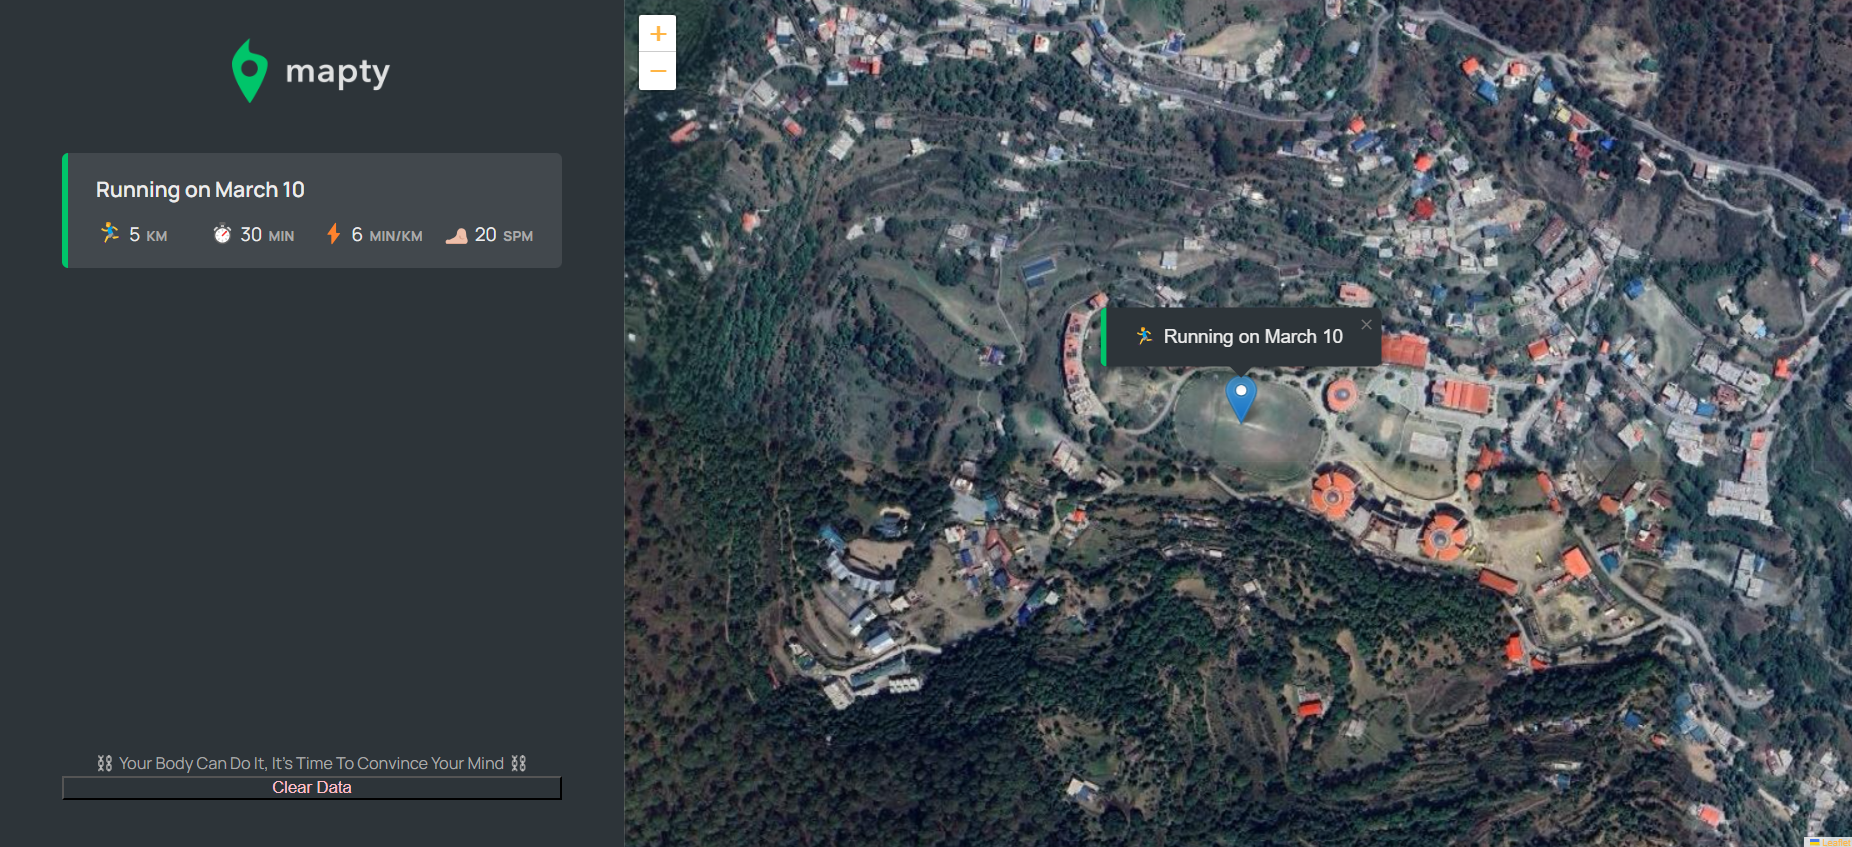 mapty
Running on March 10
5 KM
30 MIN
6 MIN/KM
20 SPM
Your Body Can Do It, It's Time To Convince Your Mind
Clear Data
+
−
Running on March 10
×
Leaflet